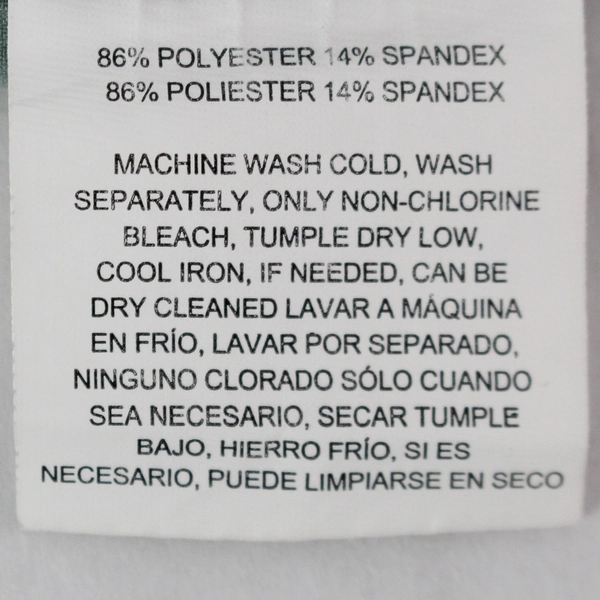 86% POLYESTER 14% SPANDEX
86% POLIESTER 14% SPANDEX
MACHINE WASH COLD, WASH
SEPARATELY, ONLY NON-CHLORINE
BLEACH, TUMPLE DRY LOW,
COOL IRON, IF NEEDED, CAN BE
DRY CLEANED LAVAR A MÁQUINA
EN FRÍO, LAVAR POR SEPARADO,
NINGUNO CLORADO SÓLO CUANDO
SEA NECESARIO, SECAR TUMPLE
BAJO, HIERRO FRÍO, SI ES
NECESARIO, PUEDE LIMPIARSE EN SECO